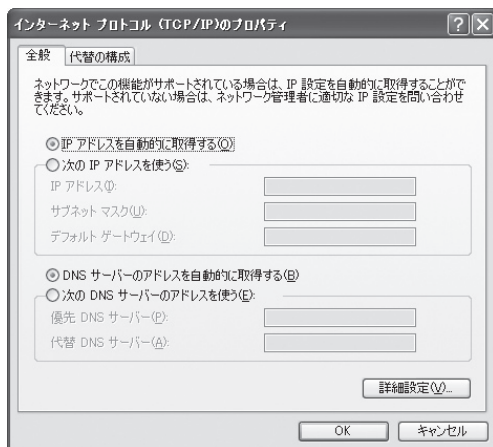 インターネット プロトコル (TCP/IP)のプロパティ
全般
代替の構成
ネットワークでこの機能がサポートされている場合は、IP 設定を自動的に取得することがで
きます。サポートされていない場合は、ネットワーク管理者に適切な IP 設定を問い合わせ
てください。
IP アドレスを自動的に取得する(O)
次の IP アドレスを使う(S):
IP アドレス(I):
サブネット マスク(U):
デフォルト ゲートウェイ(D):
DNS サーバーのアドレスを自動的に取得する(B)
次の DNS サーバーのアドレスを使う(E):
優先 DNS サーバー(P):
代替 DNS サーバー(A):
詳細設定(V)...
OK
キャンセル